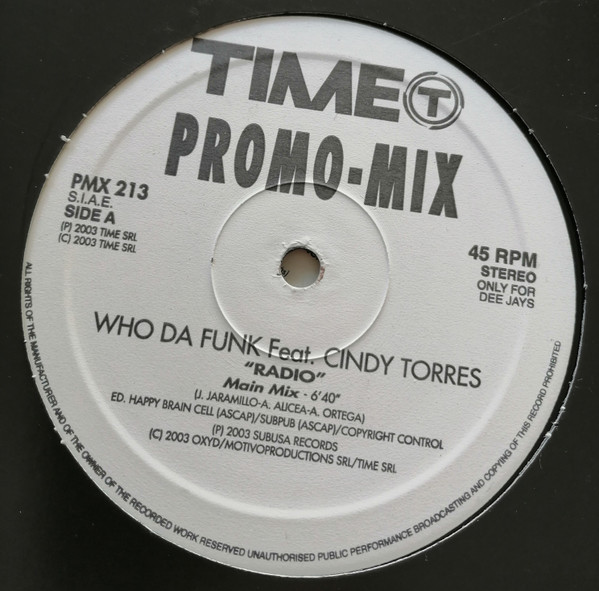 TIME T
PROMO-MIX
PMX 213
S.I.A.E.
SIDE A
(P) 2003 TIME SRL
(C) 2003 TIME SRL
45 RPM
STEREO
ONLY FOR
DEE JAYS
WHO DA FUNK Feat. CINDY TORRES
"RADIO"
Main Mix - 6'40"
(J. JARAMILLO-A. ALICEA-A. ORTEGA)
ED. HAPPY BRAIN CELL (ASCAP)/SUBPUB (ASCAP)/COPYRIGHT CONTROL
(P) 2003 SUBUSA RECORDS
(C) 2003 OXYD/MOTIVOPRODUCTIONS SRL/TIME SRL
ALL RIGHTS OF THE MANUFACTURER AND OF THE OWNER OF THE RECORDED WORK RESERVED UNAUTHORISED PUBLIC PERFORMANCE BROADCASTING AND COPYING OF THIS RECORD PROHIBITED